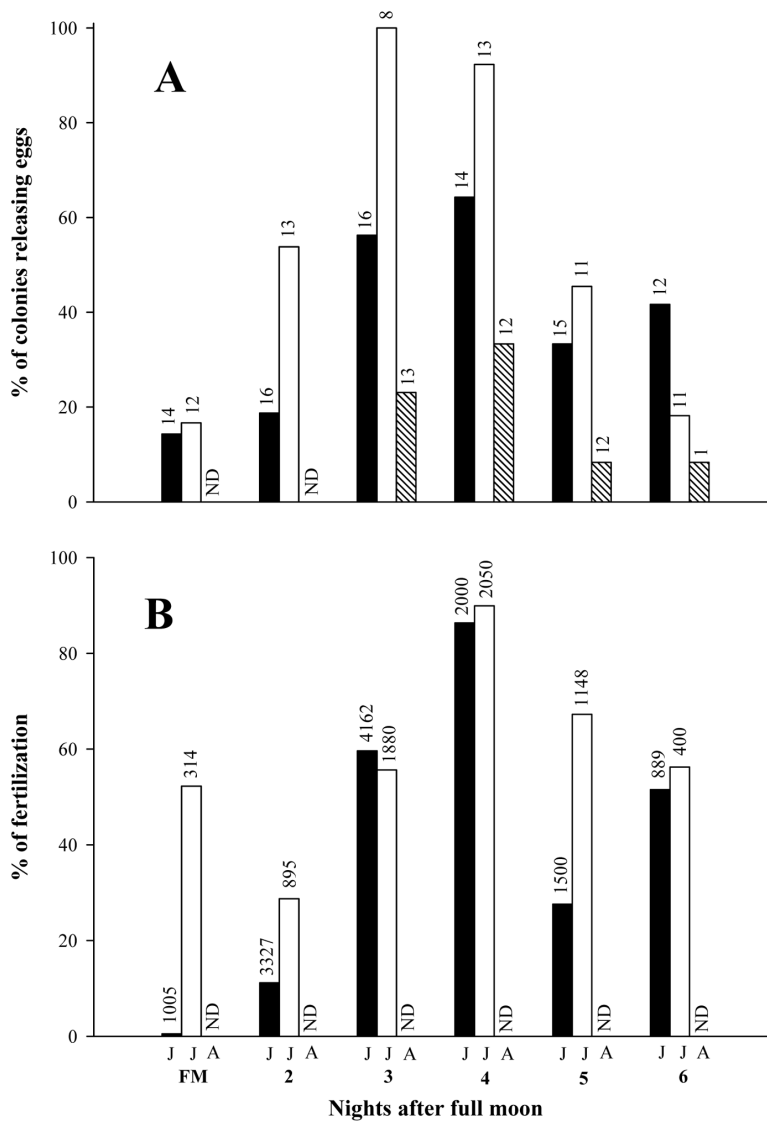 A
% of colonies releasing eggs
100
80
60
40
20
0
14 12 ND
16 13 ND
16 8 13
14 13 12
15 11 12
12 11 1
B
% of fertilization
100
80
60
40
20
0
1005 314 ND
3327 895 ND
4162 1880 ND
2000 2050 ND
1500 1148 ND
889 400 ND
J J A J J A J J A J J A J J A J J A
FM 2 3 4 5 6
Nights after full moon